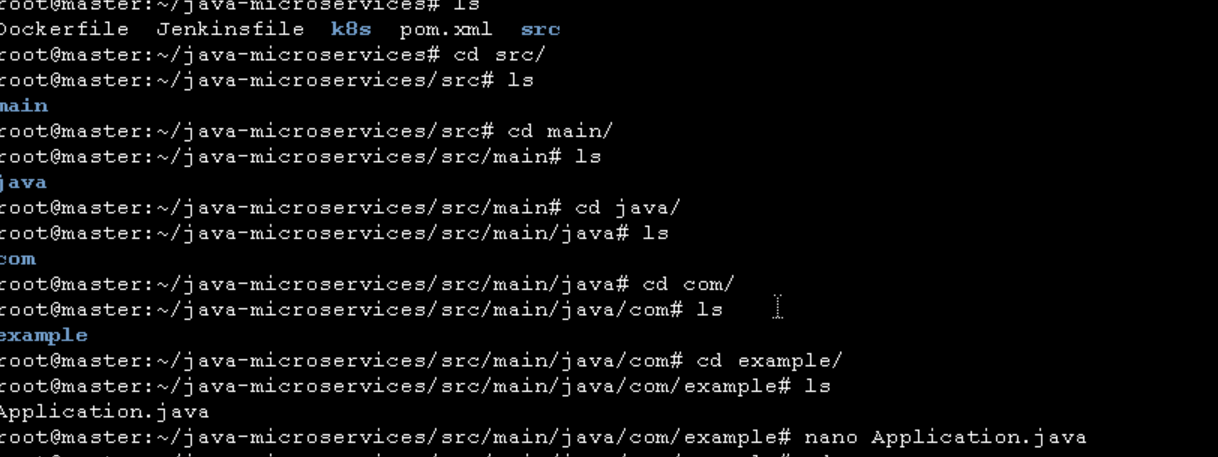 root@master:~/java-microservices# ls
Dockerfile  Jenkinsfile  k8s  pom.xml  src
root@master:~/java-microservices# cd src/
root@master:~/java-microservices/src# ls
main
root@master:~/java-microservices/src# cd main/
root@master:~/java-microservices/src/main# ls
java
root@master:~/java-microservices/src/main# cd java/
root@master:~/java-microservices/src/main/java# ls
com
root@master:~/java-microservices/src/main/java# cd com/
root@master:~/java-microservices/src/main/java/com# ls
example
root@master:~/java-microservices/src/main/java/com# cd example/
root@master:~/java-microservices/src/main/java/com/example# ls
Application.java
root@master:~/java-microservices/src/main/java/com/example# nano Application.java